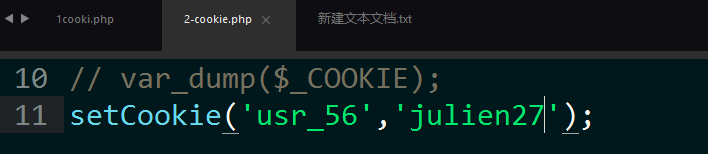 1cooki.php 2-cookie.php × 新建文本文档.txt
10 // var_dump($_COOKIE);
11 setCookie('usr_56','julien27');